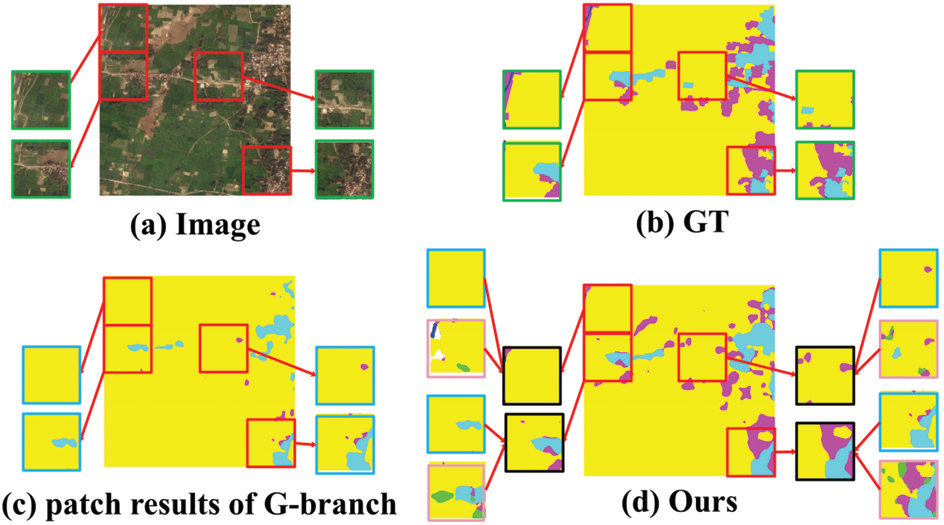 (a) Image
(b) GT
(c) patch results of G-branch
(d) Ours